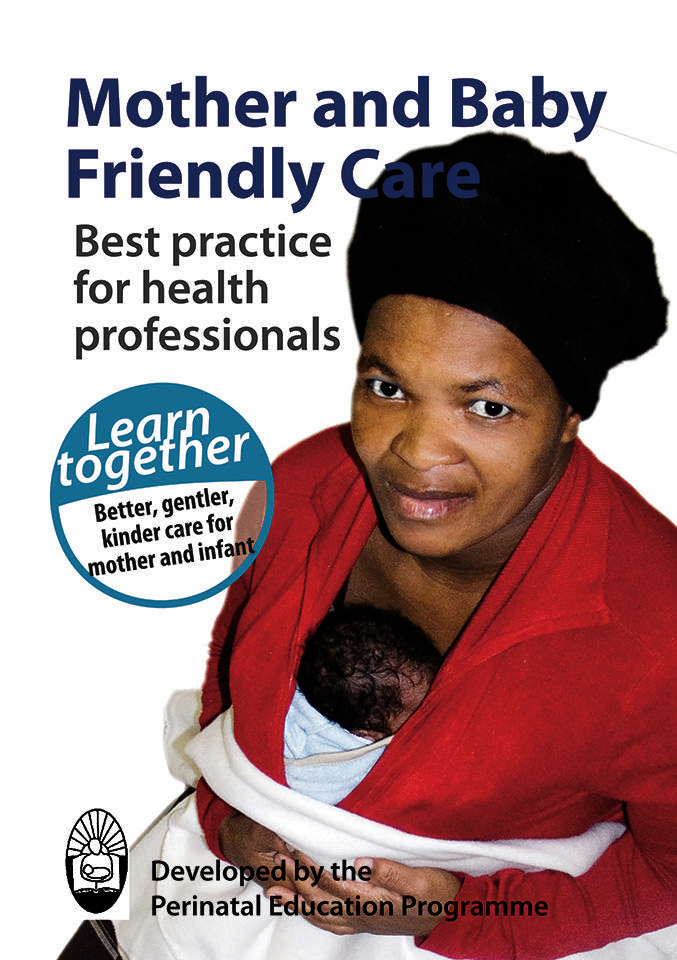 Mother and Baby
Friendly Care
Best practice
for health
professionals
Learn
together
Better, gentler,
kinder care for
mother and infant
Developed by the
Perinatal Education Programme